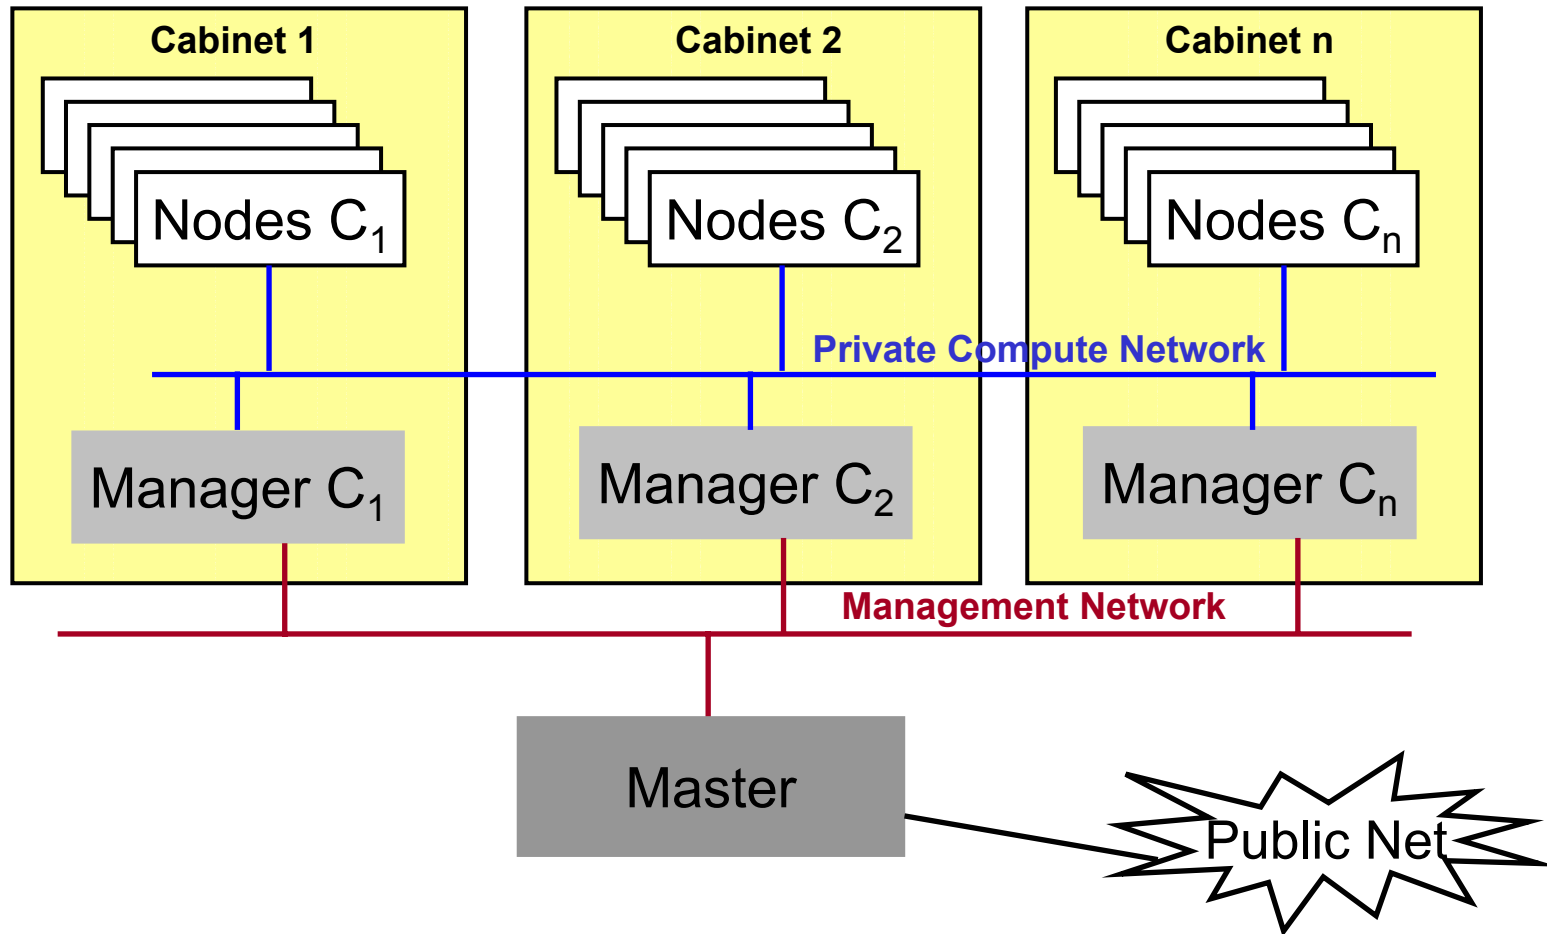 Cabinet 1
Cabinet 2
Cabinet n
Nodes C₁
Nodes C₂
Nodes Cₙ
Private Compute Network
Manager C₁
Manager C₂
Manager Cₙ
Management Network
Master
Public Net